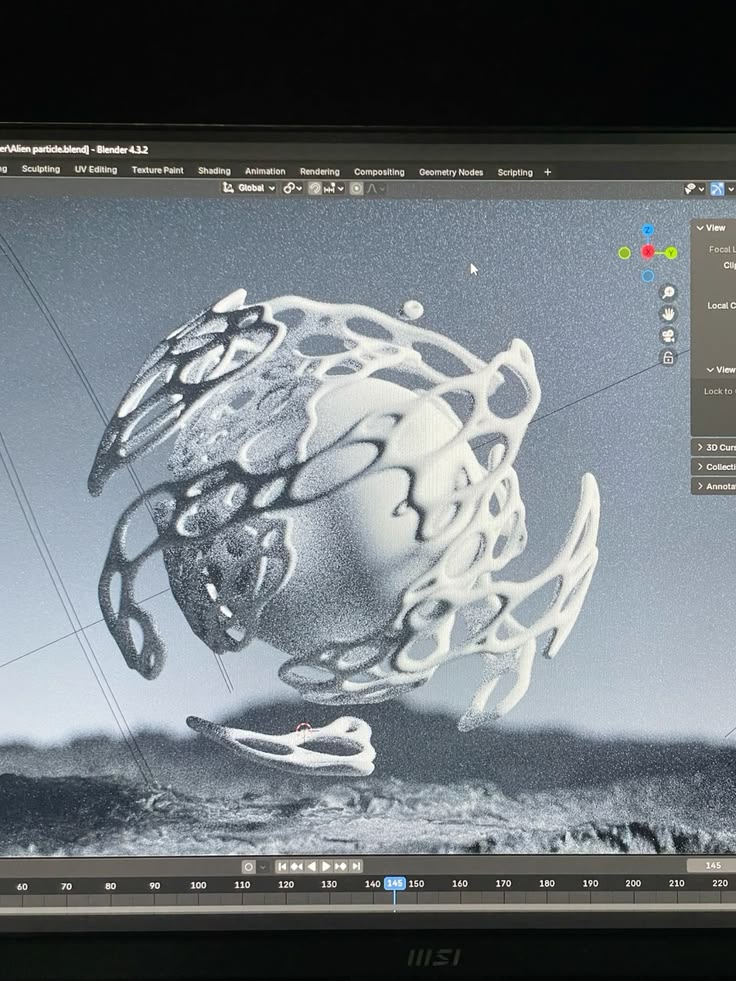 er\Alien particle.blend] - Blender 4.3.2
ng Sculpting UV Editing Texture Paint Shading Animation Rendering Compositing Geometry Nodes Scripting +
Global
Z
X
Y
View
Focal L
Clip
Local C
View
Lock to
3D Curs
Collecti
Annota
145
60 70 80 90 100 110 120 130 140 145 150 160 170 180 190 200 210 220
msi